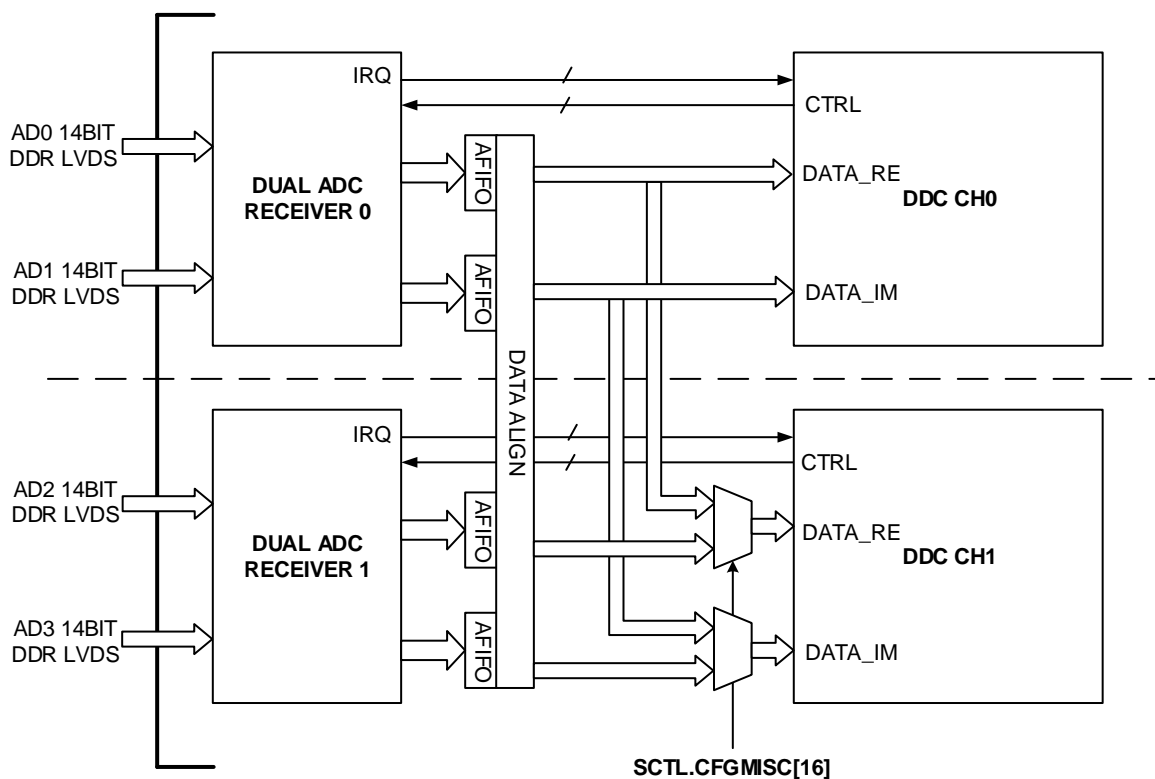 IRQ
CTRL
AD0 14BIT
DDR LVDS
DUAL ADC
RECEIVER 0
AFIFO
DATA_RE
DDC CH0
AD1 14BIT
DDR LVDS
AFIFO
DATA_IM
DATA ALIGN
IRQ
CTRL
AD2 14BIT
DDR LVDS
DUAL ADC
RECEIVER 1
AFIFO
DATA_RE
DDC CH1
AD3 14BIT
DDR LVDS
AFIFO
DATA_IM
SCTL.CFGMISC[16]